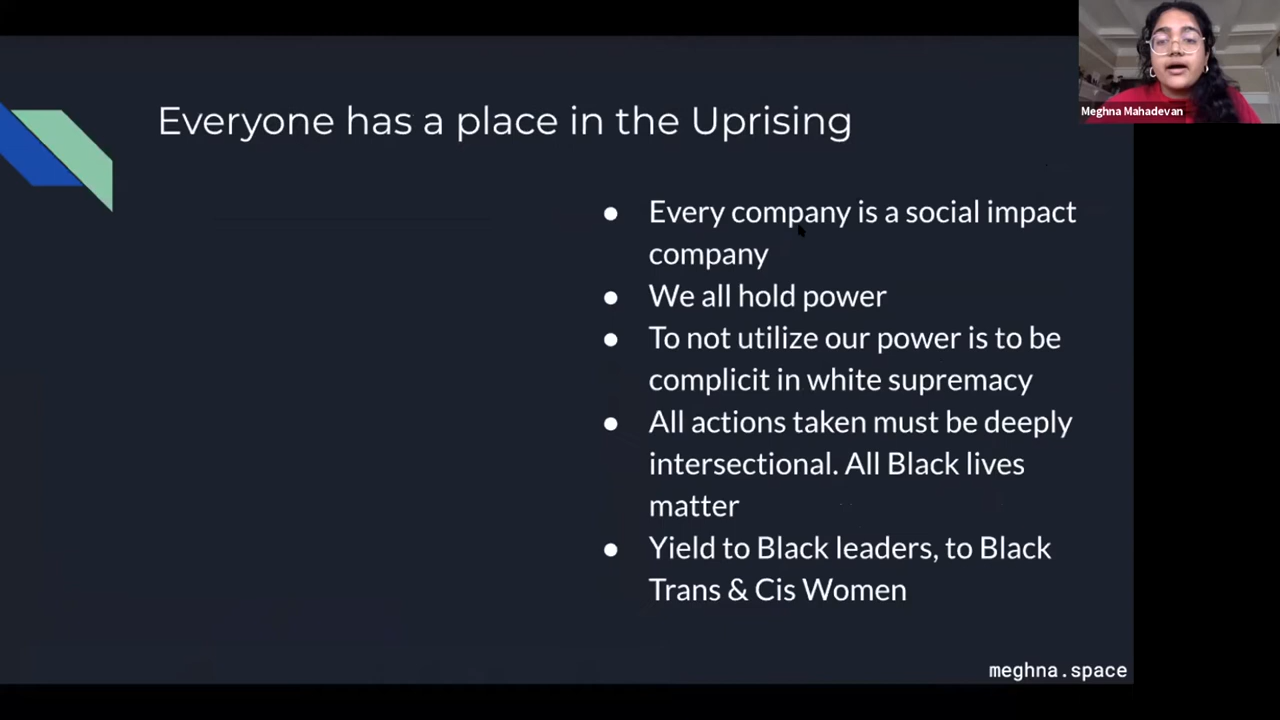 Meghna Mahadevan
Everyone has a place in the Uprising
● Every company is a social impact
company
● We all hold power
● To not utilize our power is to be
complicit in white supremacy
● All actions taken must be deeply
intersectional. All Black lives
matter
● Yield to Black leaders, to Black
Trans & Cis Women
meghna.space